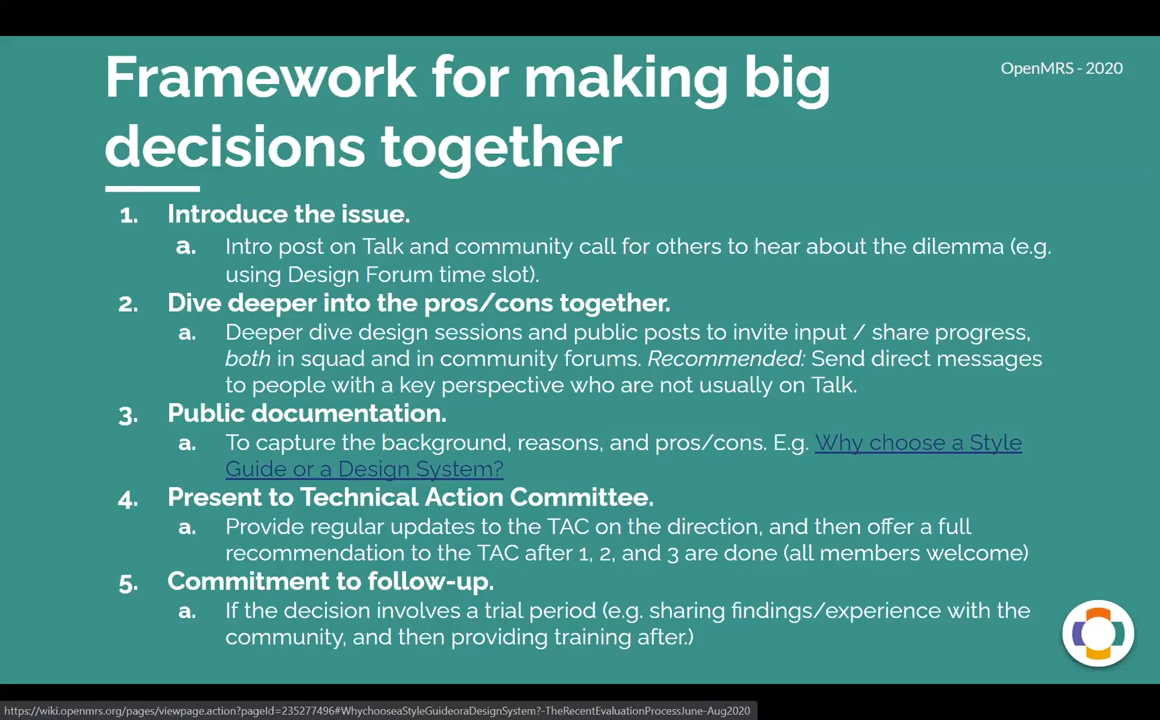 Framework for making big
decisions together
OpenMRS - 2020
1. Introduce the issue.
a. Intro post on Talk and community call for others to hear about the dilemma (e.g.
using Design Forum time slot).
2. Dive deeper into the pros/cons together.
a. Deeper dive design sessions and public posts to invite input / share progress,
both in squad and in community forums. Recommended: Send direct messages
to people with a key perspective who are not usually on Talk.
3. Public documentation.
a. To capture the background, reasons, and pros/cons. E.g. Why choose a Style
Guide or a Design System?
4. Present to Technical Action Committee.
a. Provide regular updates to the TAC on the direction, and then offer a full
recommendation to the TAC after 1, 2, and 3 are done (all members welcome)
5. Commitment to follow-up.
a. If the decision involves a trial period (e.g. sharing findings/experience with the
community, and then providing training after.)
https://wiki.openmrs.org/pages/viewpage.action?pageId=235277496#WhychooseaStyleGuideoraDesignSystem?-TheRecentEvaluationProcessJune-Aug2020